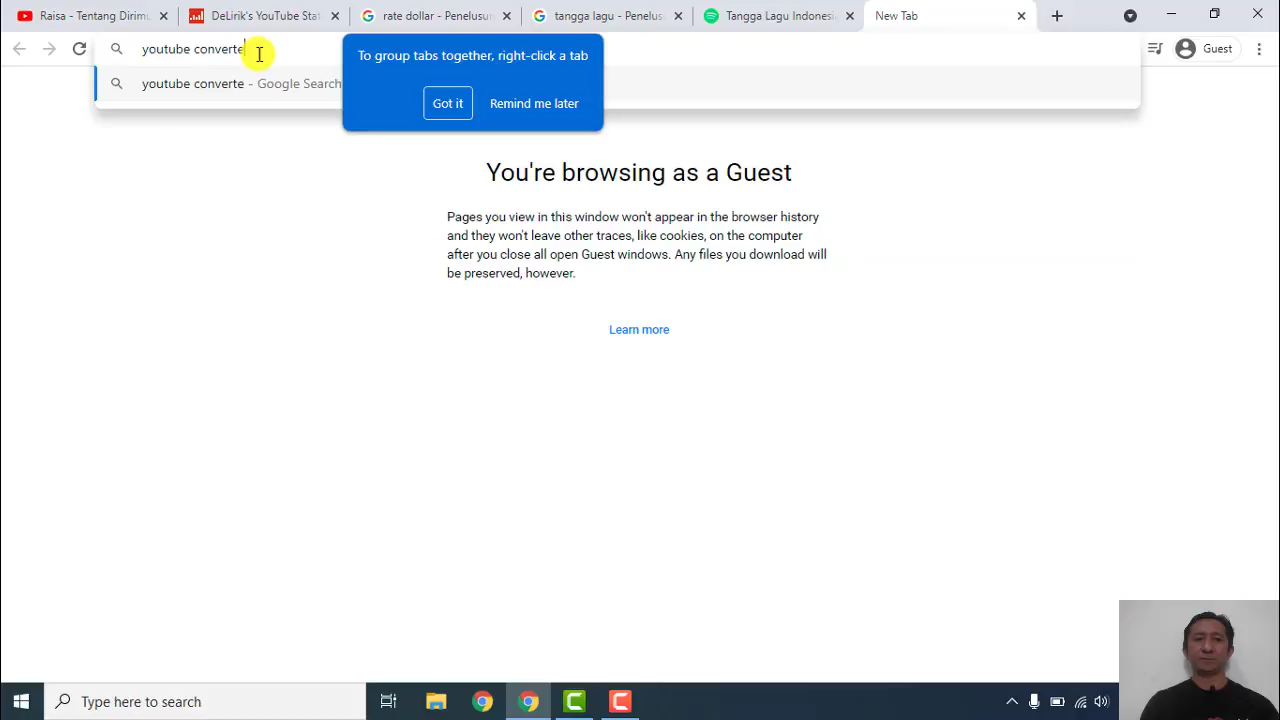 Raisa - Tentang Dirimu
DeLirik's YouTube Stat
rate dollar - Penelusur
tangga lagu - Penelus
Tangga Lagu Indonesi
New Tab
youtube converte
Guest
youtube converte - Google Search
To group tabs together, right-click a tab
Got it
Remind me later
You're browsing as a Guest
Pages you view in this window won't appear in the browser history
and they won't leave other traces, like cookies, on the computer
after you close all open Guest windows. Any files you download will
be preserved, however.
Learn more
Type here to search